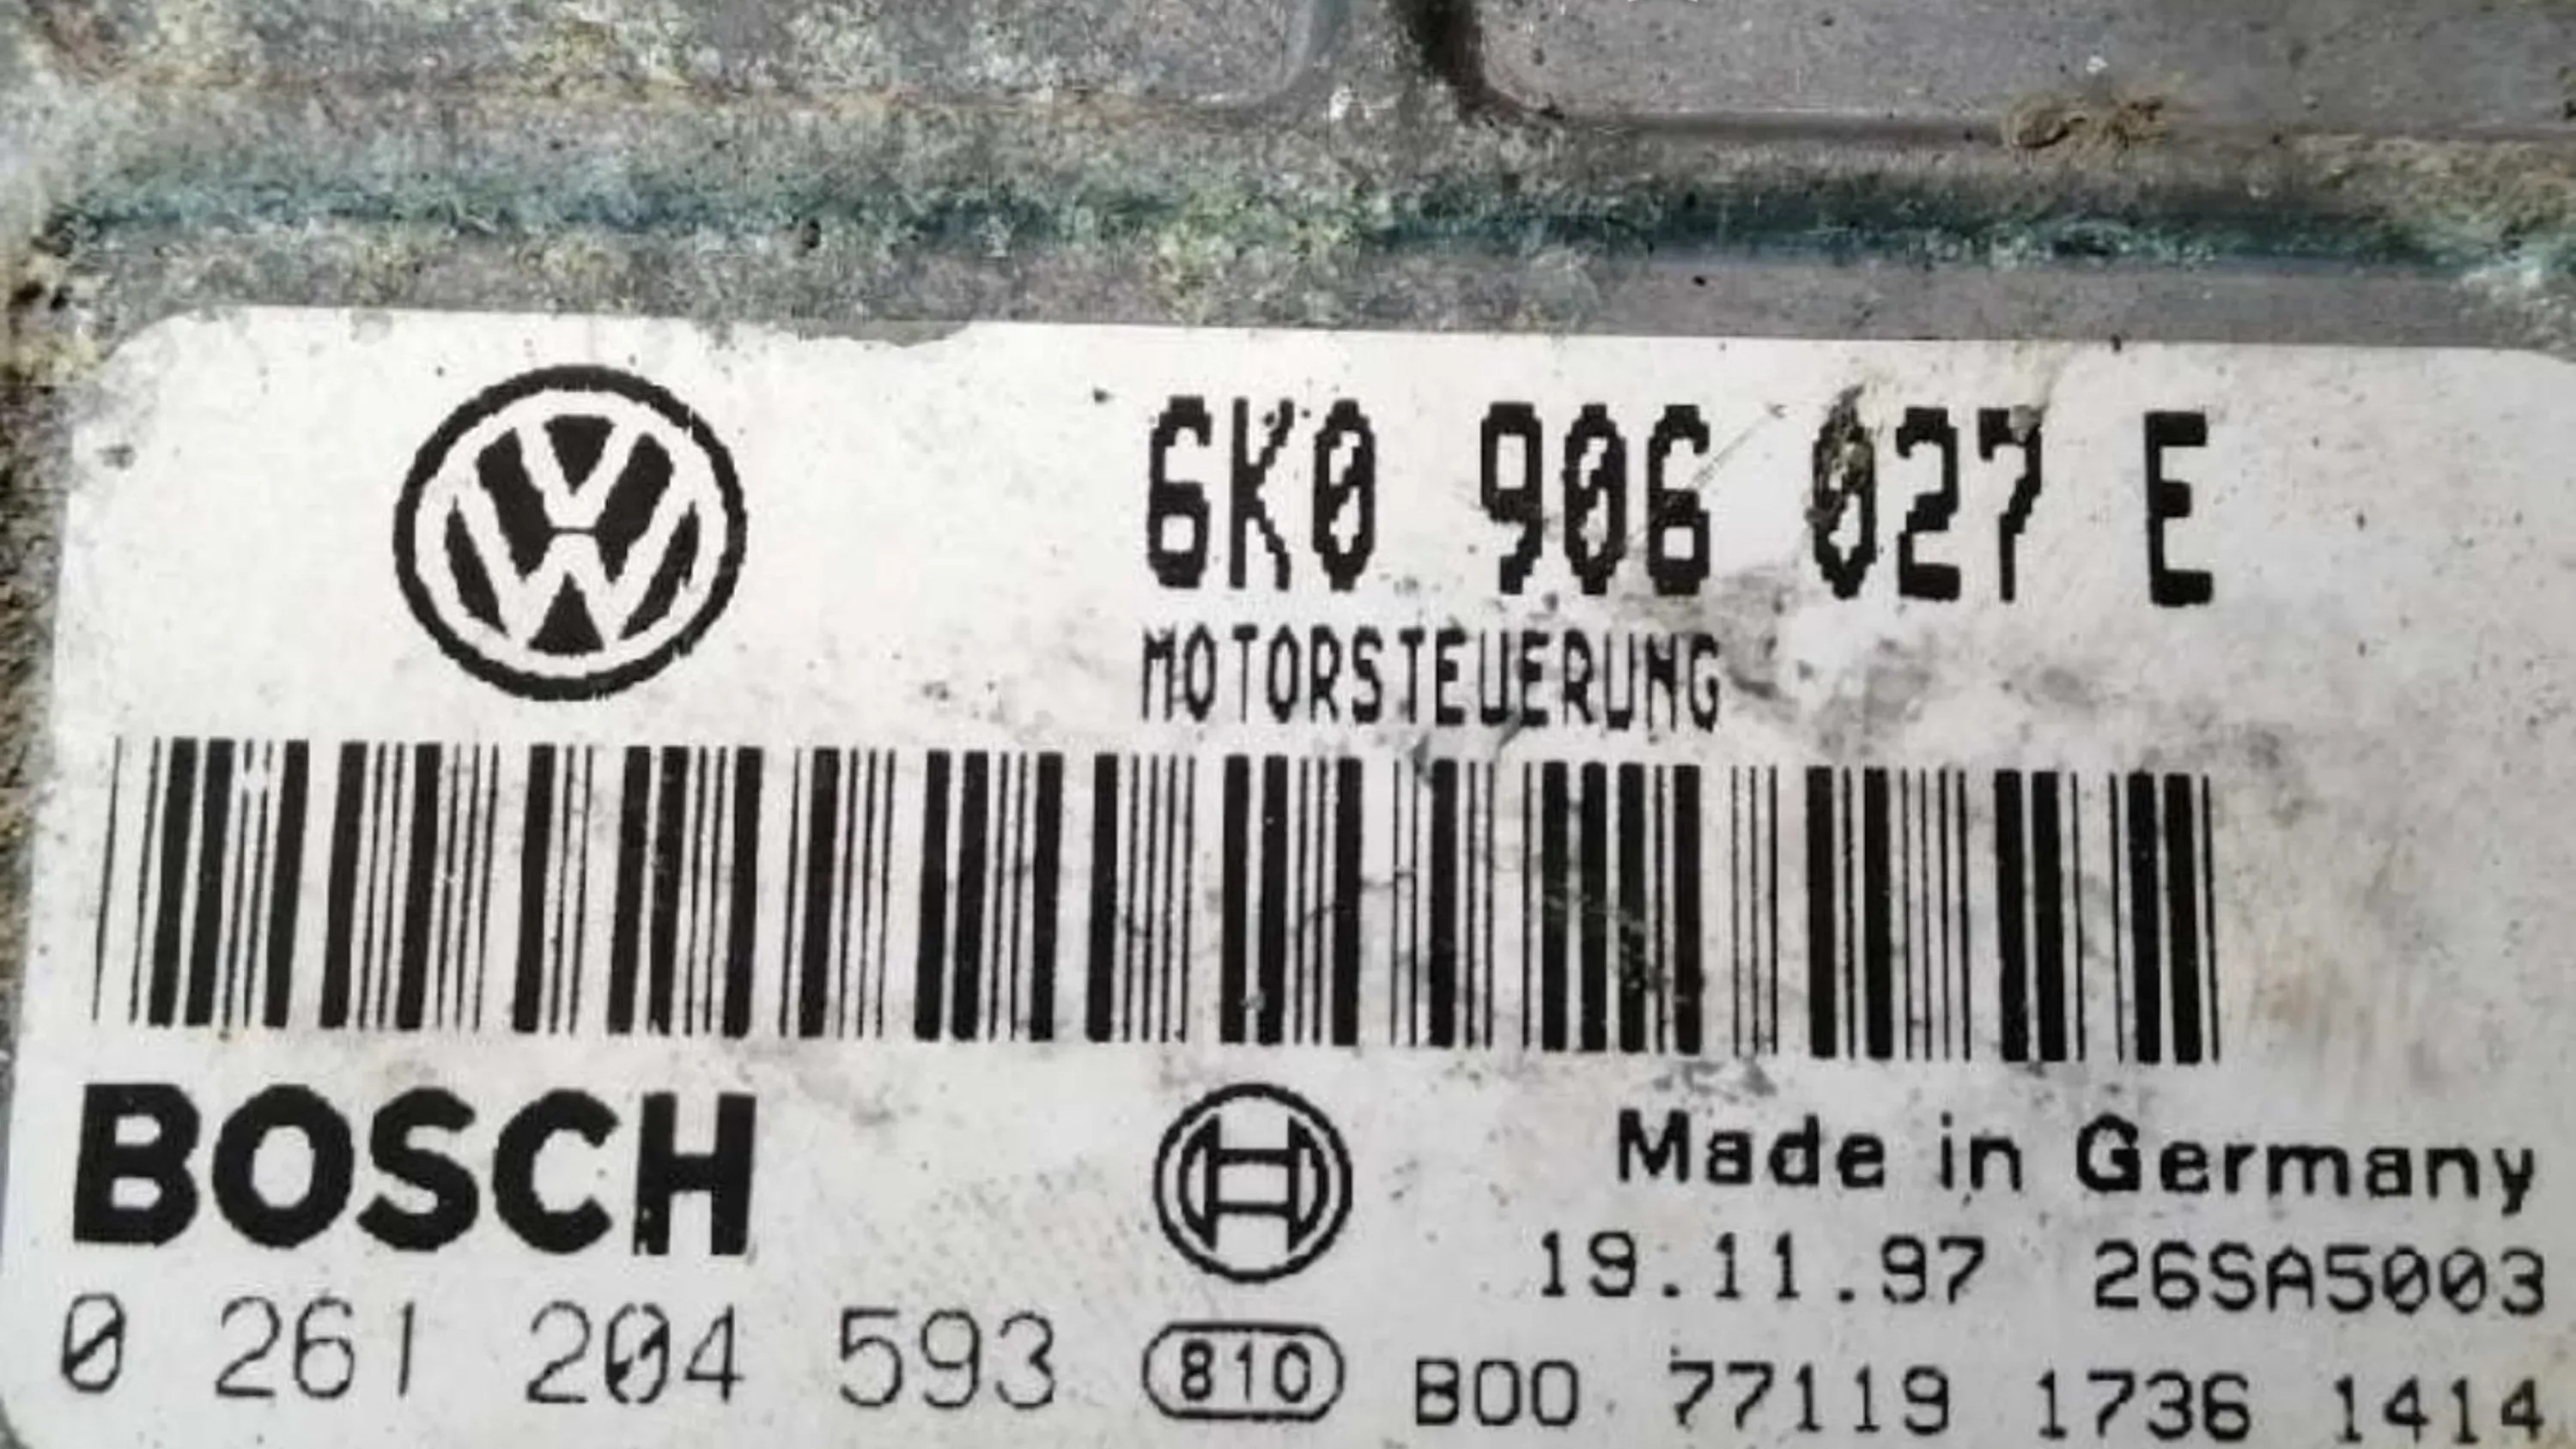 6K0 906 027 E
MOTORSTEUERUNG
BOSCH
Made in Germany
19.11.97 26SA5003
0 261 204 593
810
B00 77119 1736 1414